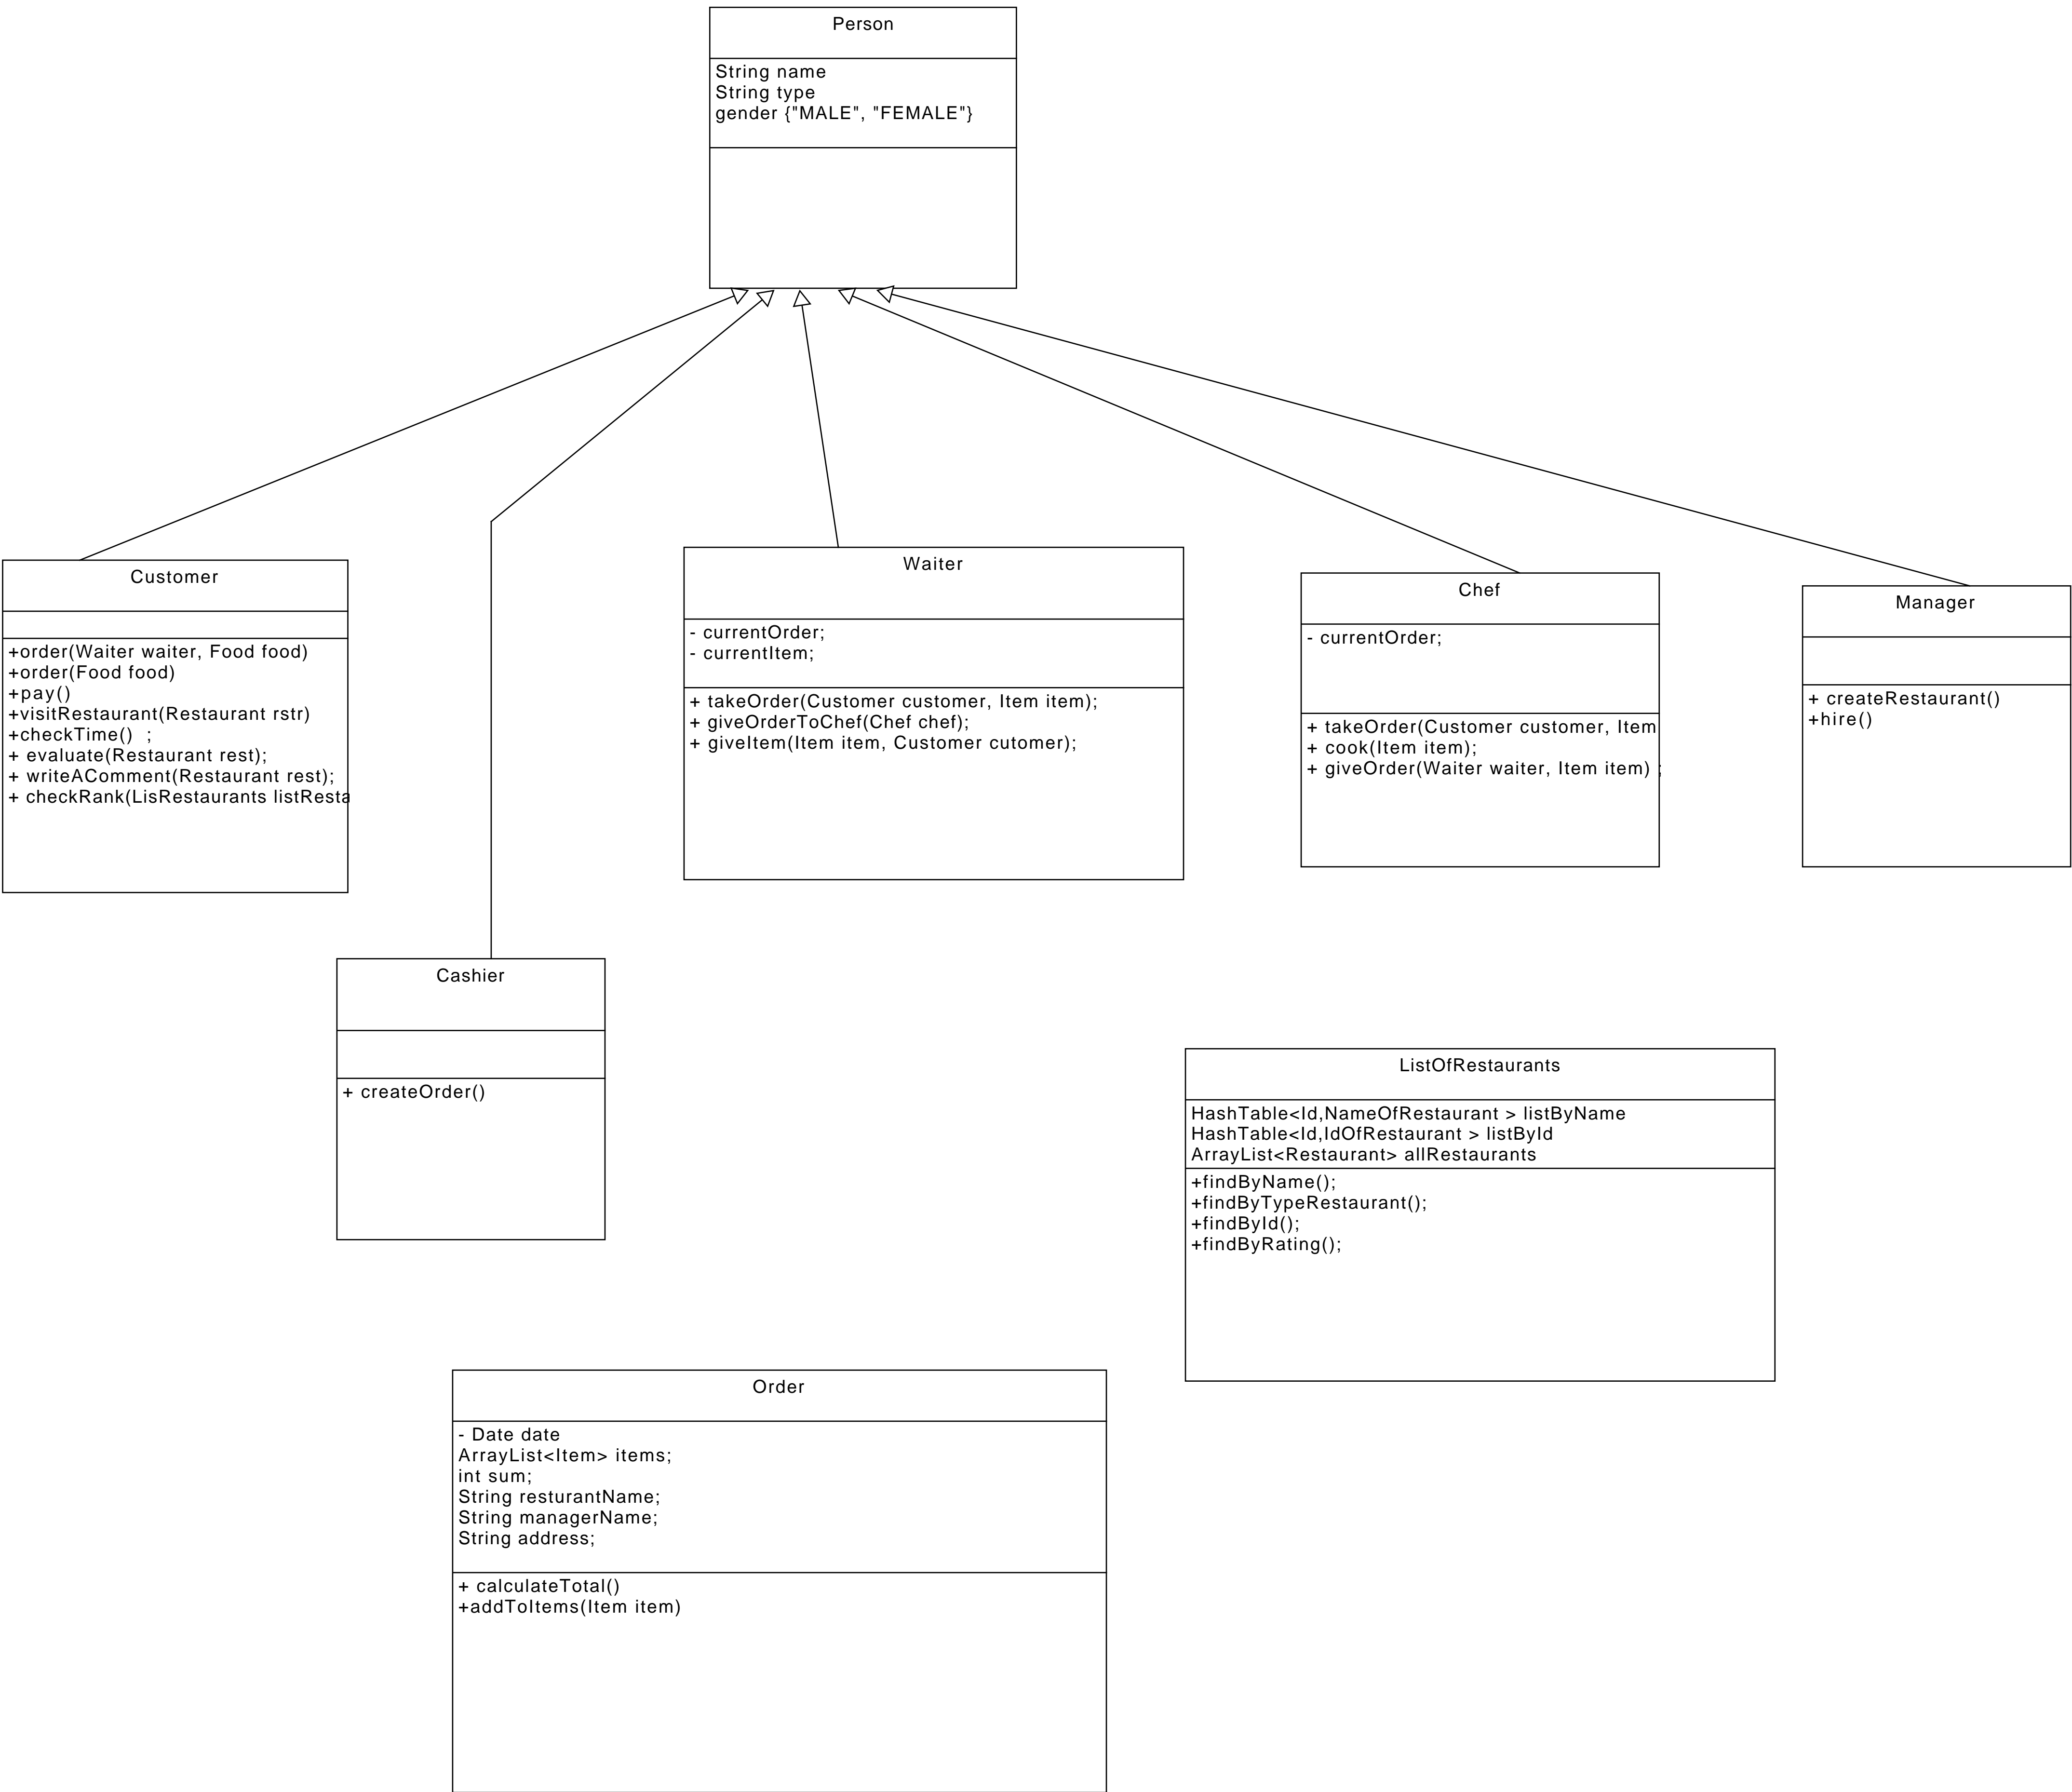 Person
String name
String type
gender {"MALE", "FEMALE"}
Customer
+order(Waiter waiter, Food food)
+order(Food food)
+pay()
+visitRestaurant(Restaurant rstr)
+checkTime()  ;
+ evaluate(Restaurant rest);
+ writeAComment(Restaurant rest);
+ checkRank(LisRestaurants listResta
Waiter
- currentOrder;
- currentItem;
+ takeOrder(Customer customer, Item item);
+ giveOrderToChef(Chef chef);
+ giveItem(Item item, Customer cutomer);
Chef
- currentOrder;
+ takeOrder(Customer customer, Item
+ cook(Item item);
+ giveOrder(Waiter waiter, Item item) ;
Manager
+ createRestaurant()
+hire()
Cashier
+ createOrder()
ListOfRestaurants
HashTable<Id,NameOfRestaurant > listByName
HashTable<Id,IdOfRestaurant > listById
ArrayList<Restaurant> allRestaurants
+findByName();
+findByTypeRestaurant();
+findById();
+findByRating();
Order
- Date date
ArrayList<Item> items;
int sum;
String resturantName;
String managerName;
String address;
+ calculateTotal()
+addToItems(Item item)